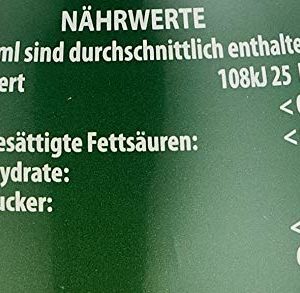 NÄHRWERTE
ml sind durchschnittlich enthalte
ert 108kJ 25
<
esättigte Fettsäuren: <
ydrate:
ucker:
<